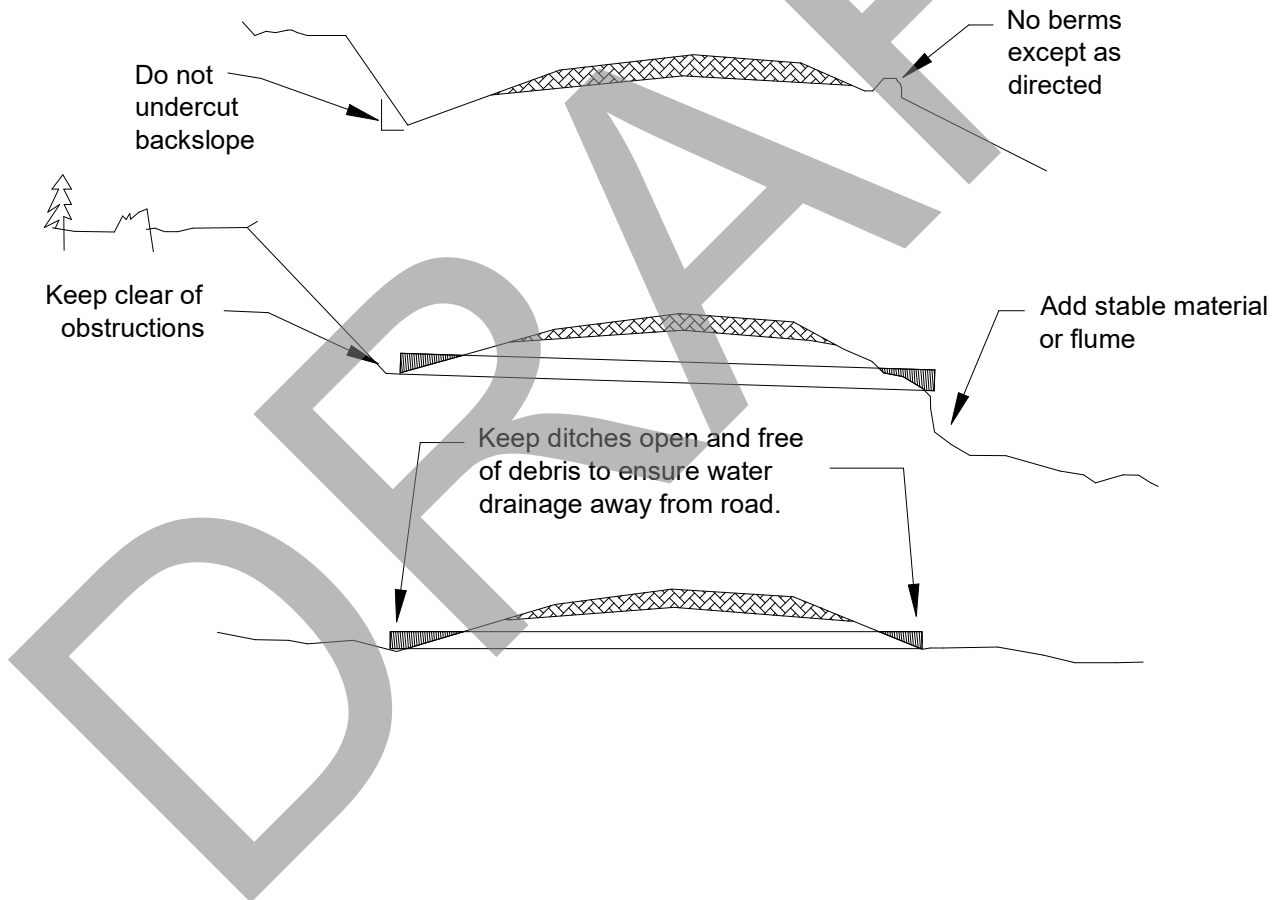 No berms
except as
directed
Do not
undercut
backslope
Keep clear of
obstructions
Add stable material
or flume
Keep ditches open and free
of debris to ensure water
drainage away from road.
DRAF